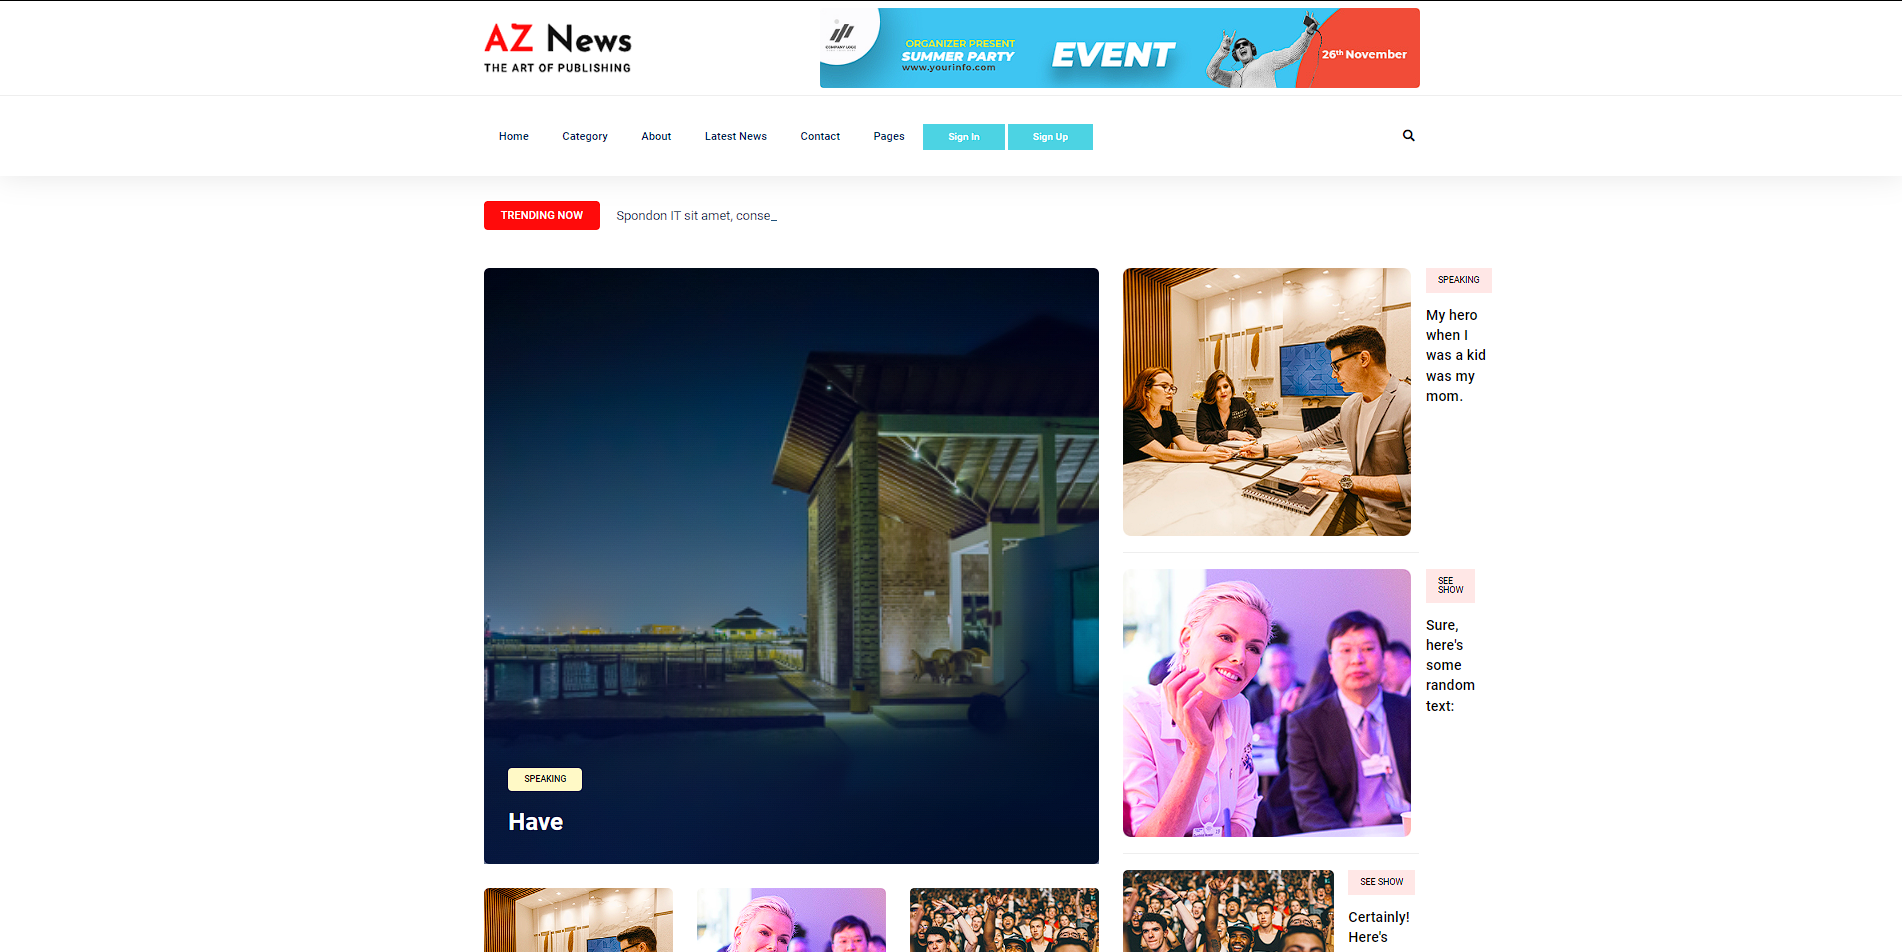 AZ News
THE ART OF PUBLISHING
COMPANY LOGO
ORGANIZER PRESENT
SUMMER PARTY
www.yourinfo.com
EVENT
26th November
Home
Category
About
Latest News
Contact
Pages
Sign In
Sign Up
TRENDING NOW
Spondon IT sit amet, conse_
SPEAKING
Have
SPEAKING
My hero
when I
was a kid
was my
mom.
SEE
SHOW
Sure,
here's
some
random
text:
SEE SHOW
Certainly!
Here's